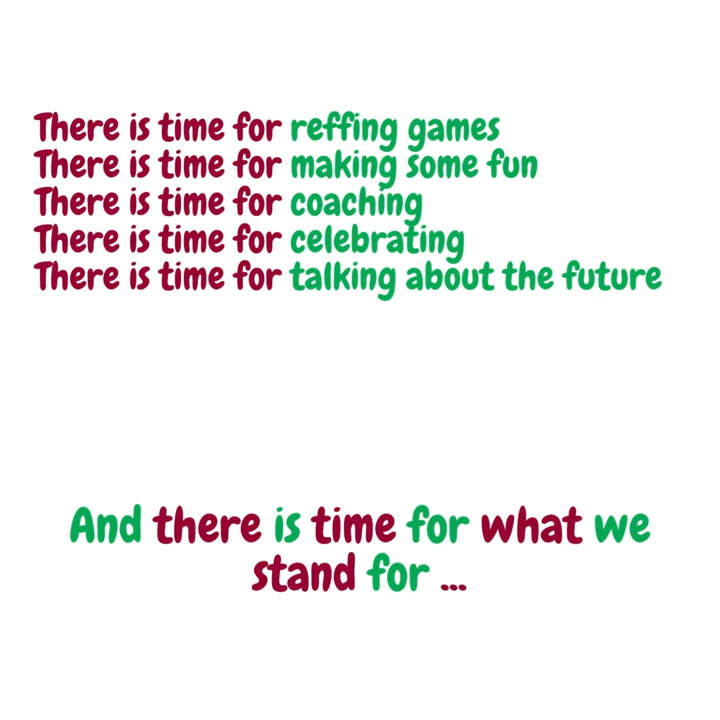 There is time for reffing games
There is time for making some fun
There is time for coaching
There is time for celebrating
There is time for talking about the future
And there is time for what we
stand for ...